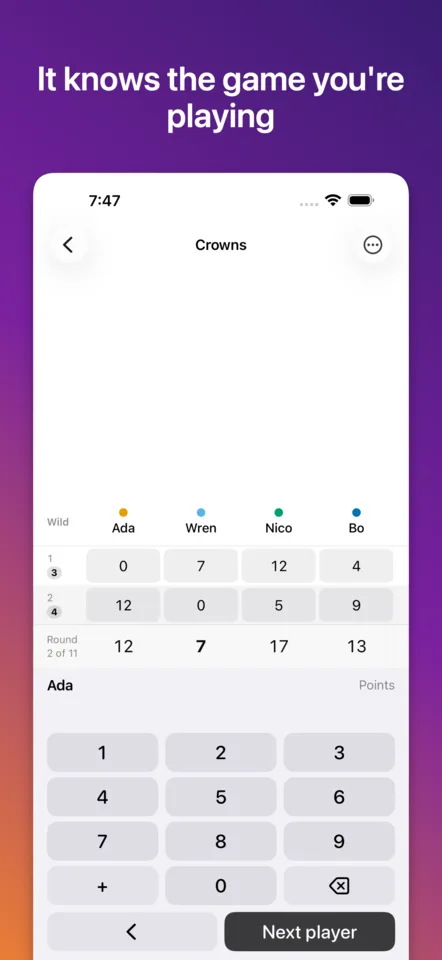 It knows the game you're
playing
7:47
Crowns
Wild Ada Wren Nico Bo
1
3 0 7 12 4
2
4 12 0 5 9
Round
2 of 11 12 7 17 13
Ada Points
1 2 3
4 5 6
7 8 9
+ 0
Next player